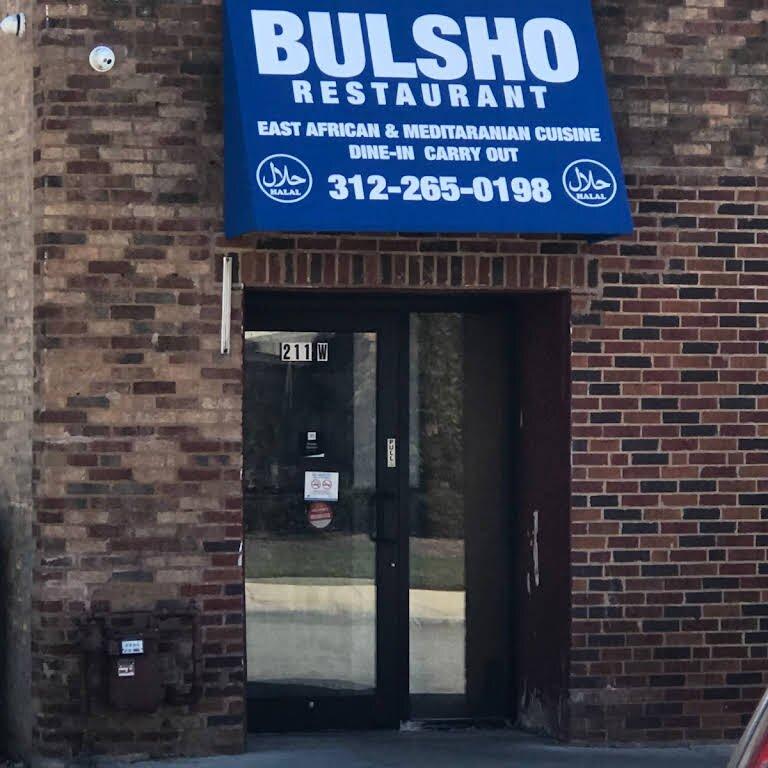 BULSHO
RESTAURANT
EAST AFRICAN & MEDITARANIAN CUISINE
DINE-IN CARRY OUT
حلال
HALAL
312-265-0198
حلال
HALAL
211 W
PULL